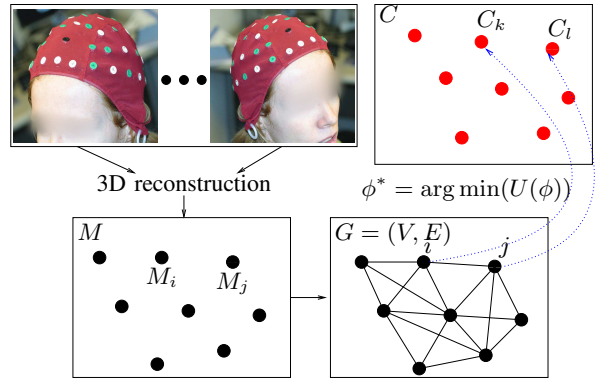 C
C_k
C_l
3D reconstruction
ϕ* = arg min(U(ϕ))
M
M_i
M_j
G = (V, E)
i
j